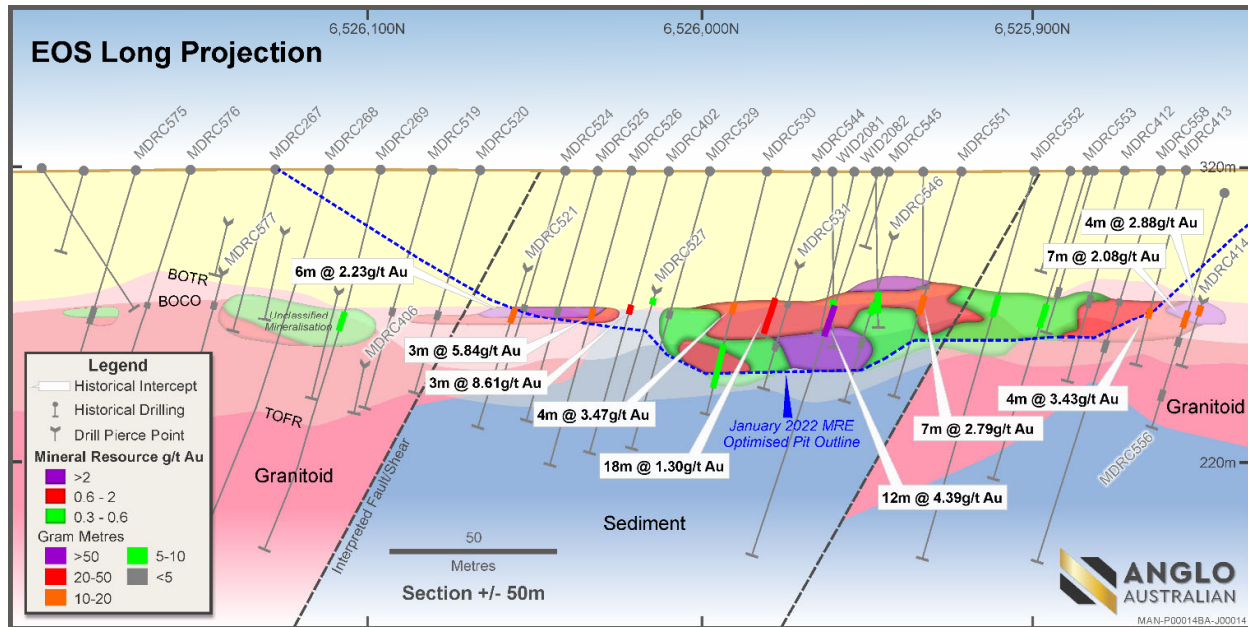 6,526,100N
6,526,000N
6,525,900N
EOS Long Projection
MDRC575
MDRC576
MDRC267
MDRC268
MDRC269
MDRC519
MDRC520
MDRC524
MDRC525
MDRC526
MDRC402
MDRC529
MDRC530
MDRC544
WID2081
WID2082
MDRC545
MDRC551
MDRC552
MDRC553
MDRC412
MDRC558
MDRC413
320m
MDRC577
MDRC521
MDRC527
MDRC531
MDRC546
MDRC414
MDRC406
MDRC556
BOTR
BOCO
TOFR
6m @ 2.23g/t Au
4m @ 2.88g/t Au
7m @ 2.08g/t Au
Unclassified
Mineralisation
3m @ 5.84g/t Au
3m @ 8.61g/t Au
4m @ 3.47g/t Au
18m @ 1.30g/t Au
January 2022 MRE
Optimised Pit Outline
12m @ 4.39g/t Au
7m @ 2.79g/t Au
4m @ 3.43g/t Au
Granitoid
220m
Granitoid
Interpreted Fault/Shear
Sediment
50
Metres
Section +/- 50m
Legend
Historical Intercept
Historical Drilling
Drill Pierce Point
Mineral Resource g/t Au
>2
0.6 - 2
0.3 - 0.6
Gram Metres
>50
5-10
20-50
<5
10-20
ANGLO
AUSTRALIAN
MAN-P00014BA-J00014